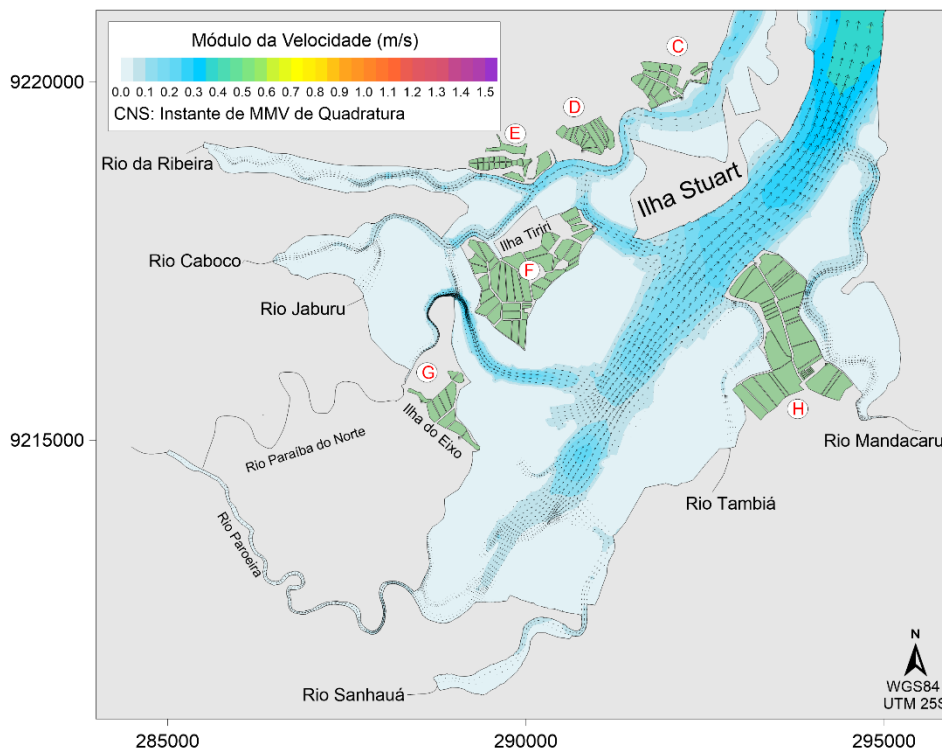 Módulo da Velocidade (m/s)
0.0 0.1 0.2 0.3 0.4 0.5 0.6 0.7 0.8 0.9 1.0 1.1 1.2 1.3 1.4 1.5
CNS: Instante de MMV de Quadratura
C
9220000
D
E
Rio da Ribeira
Ilha Stuart
Ilha Tiriri
Rio Caboco
F
Rio Jaburu
G
H
9215000
Ilha do Eixo
Rio Paraíba do Norte
Rio Mandacaru
Rio Tambiá
Rio Paroeira
N
WGS84
UTM 25S
Rio Sanhauá
285000 290000 295000